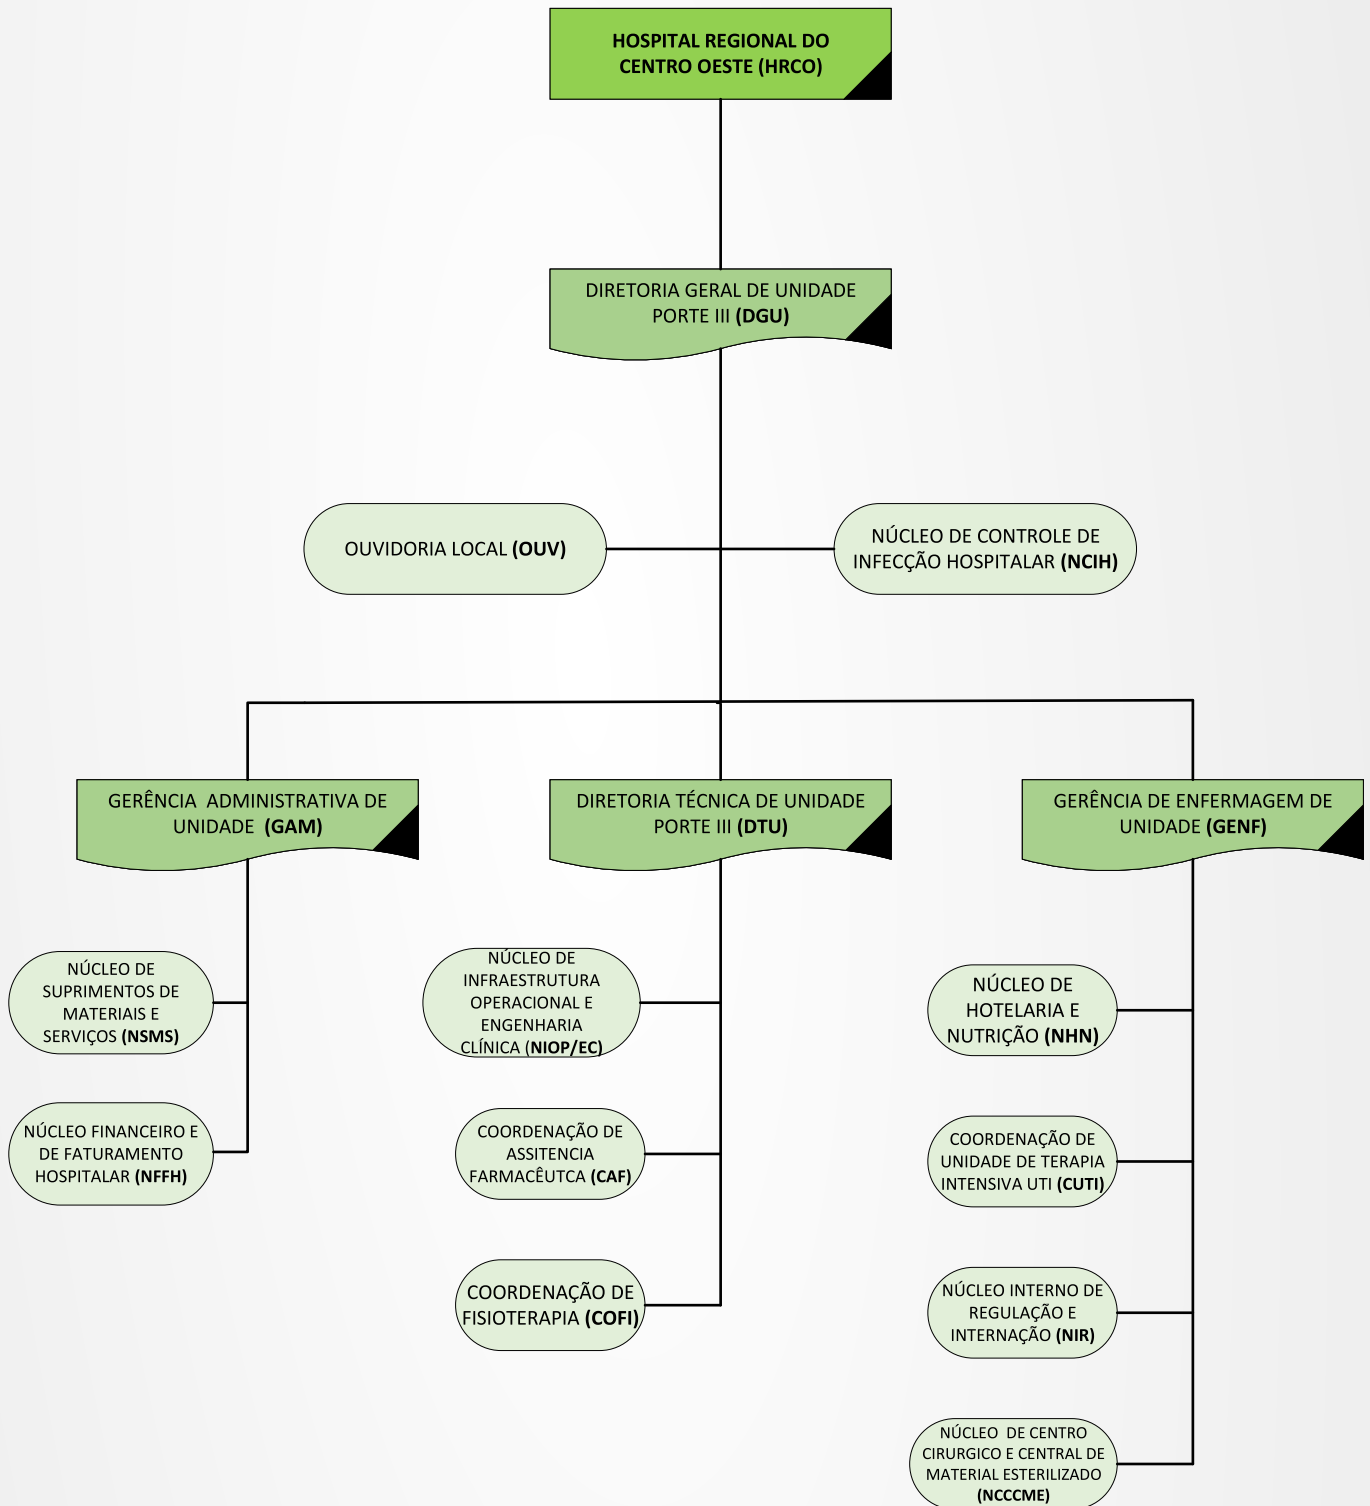 HOSPITAL REGIONAL DO
CENTRO OESTE (HRCO)
DIRETORIA GERAL DE UNIDADE
PORTE III (DGU)
OUVIDORIA LOCAL (OUV)
NÚCLEO DE CONTROLE DE
INFECÇÃO HOSPITALAR (NCIH)
GERÊNCIA ADMINISTRATIVA DE
UNIDADE (GAM)
DIRETORIA TÉCNICA DE UNIDADE
PORTE III (DTU)
GERÊNCIA DE ENFERMAGEM DE
UNIDADE (GENF)
NÚCLEO DE
SUPRIMENTOS DE
MATERIAIS E
SERVIÇOS (NSMS)
NÚCLEO FINANCEIRO E
DE FATURAMENTO
HOSPITALAR (NFFH)
NÚCLEO DE
INFRAESTRUTURA
OPERACIONAL E
ENGENHARIA
CLÍNICA (NIOP/EC)
COORDENAÇÃO DE
ASSITENCIA
FARMACÊUTCA (CAF)
COORDENAÇÃO DE
FISIOTERAPIA (COFI)
NÚCLEO DE
HOTELARIA E
NUTRIÇÃO (NHN)
COORDENAÇÃO DE
UNIDADE DE TERAPIA
INTENSIVA UTI (CUTI)
NÚCLEO INTERNO DE
REGULAÇÃO E
INTERNAÇÃO (NIR)
NÚCLEO DE CENTRO
CIRURGICO E CENTRAL DE
MATERIAL ESTERILIZADO
(NCCCME)